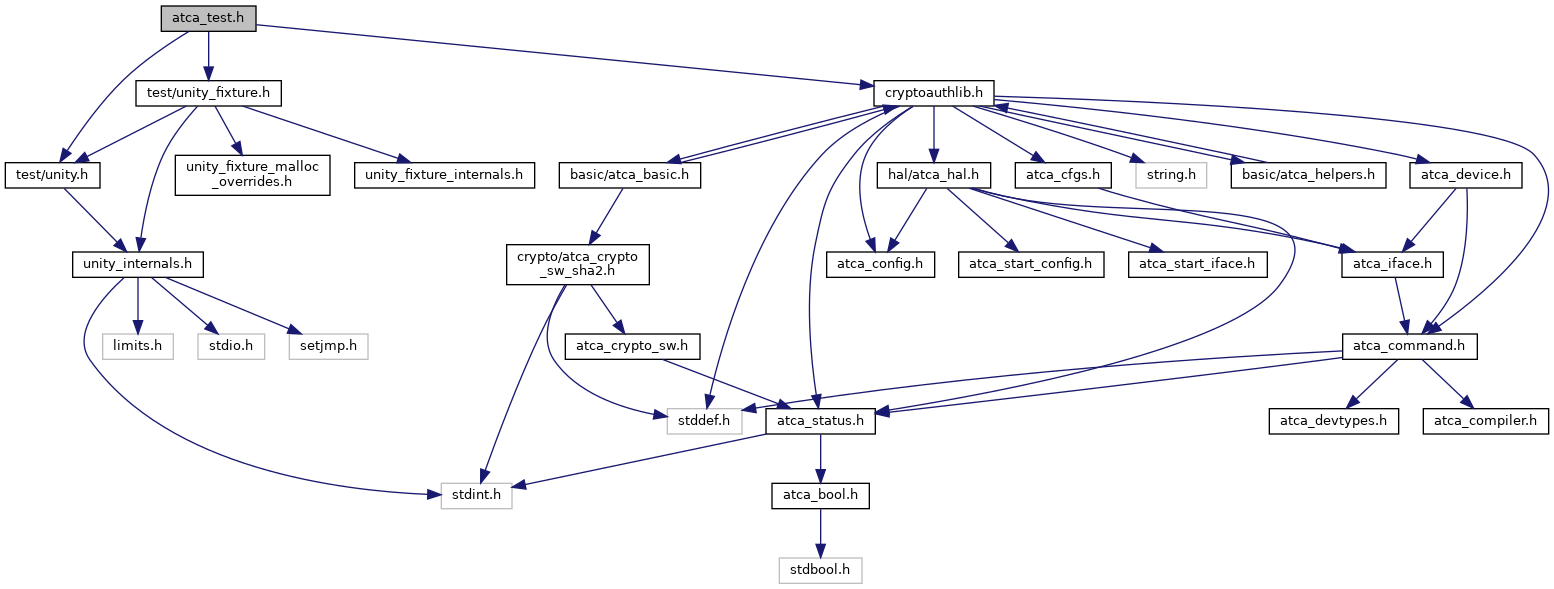 atca_test.h
test/unity_fixture.h
cryptoauthlib.h
test/unity.h
unity_fixture_malloc
_overrides.h
unity_fixture_internals.h
basic/atca_basic.h
hal/atca_hal.h
atca_cfgs.h
string.h
basic/atca_helpers.h
atca_device.h
unity_internals.h
crypto/atca_crypto
_sw_sha2.h
atca_config.h
atca_start_config.h
atca_start_iface.h
atca_iface.h
limits.h
stdio.h
setjmp.h
atca_crypto_sw.h
atca_command.h
stddef.h
atca_status.h
atca_devtypes.h
atca_compiler.h
stdint.h
atca_bool.h
stdbool.h